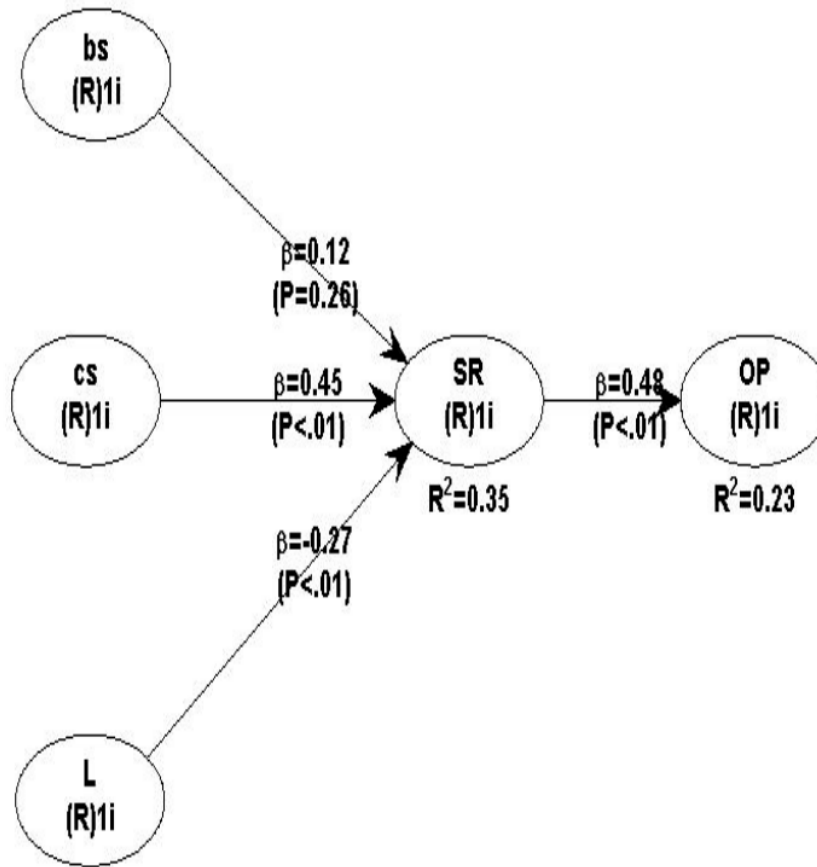 bs
(R)1i
β=0.12
(P=0.26)
cs
(R)1i
β=0.45
(P<.01)
SR
(R)1i
R²=0.35
β=0.48
(P<.01)
OP
(R)1i
R²=0.23
β=-0.27
(P<.01)
L
(R)1i